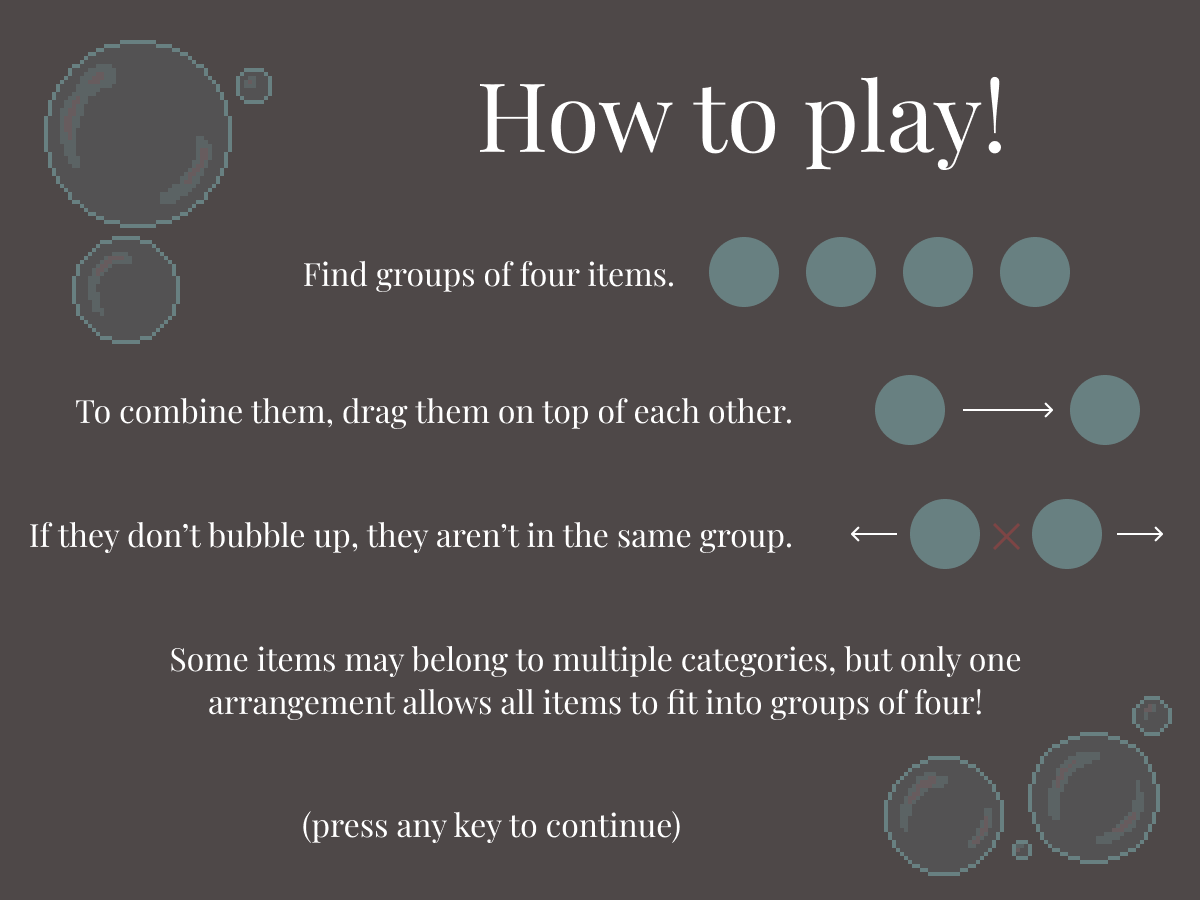 How to play!
Find groups of four items.
To combine them, drag them on top of each other.
If they don’t bubble up, they aren’t in the same group.
Some items may belong to multiple categories, but only one
arrangement allows all items to fit into groups of four!
(press any key to continue)